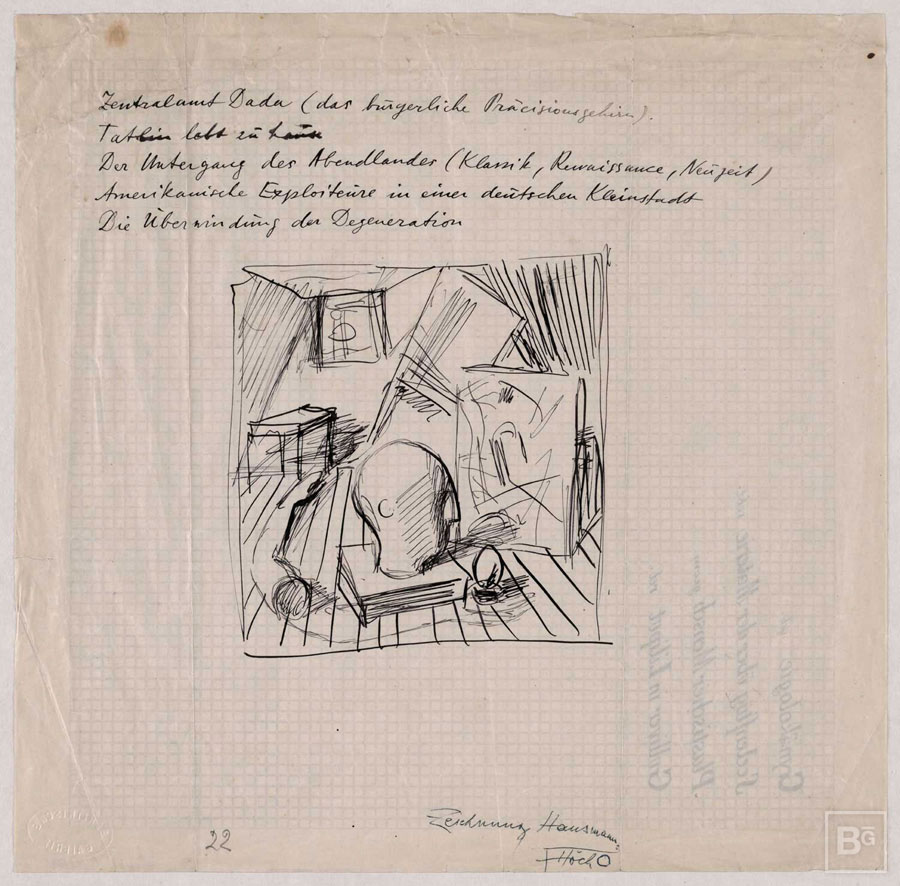 Zentralamt Dada (das bürgerliche Präcisionsgehirn).
Tatlin lebt zu Hause
Der Untergang des Abendlandes (Klassik, Renaissance, Neuzeit)
Amerikanische Exploiteure in einer deutschen Kleinstadt
Die Überwindung der Degeneration
22
Zeichnung Hausmann
Höch
BG